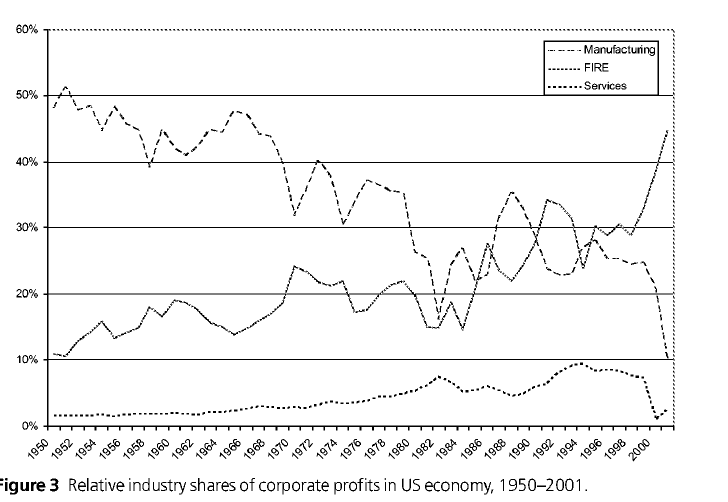 60%
Manufacturing
FIRE
Services
50%
40%
30%
20%
10%
0%
1950 1952 1954 1956 1958 1960 1962 1964 1966 1968 1970 1972 1974 1976 1978 1980 1982 1984 1986 1988 1990 1992 1994 1996 1998 2000
Figure 3 Relative industry shares of corporate profits in US economy, 1950–2001.